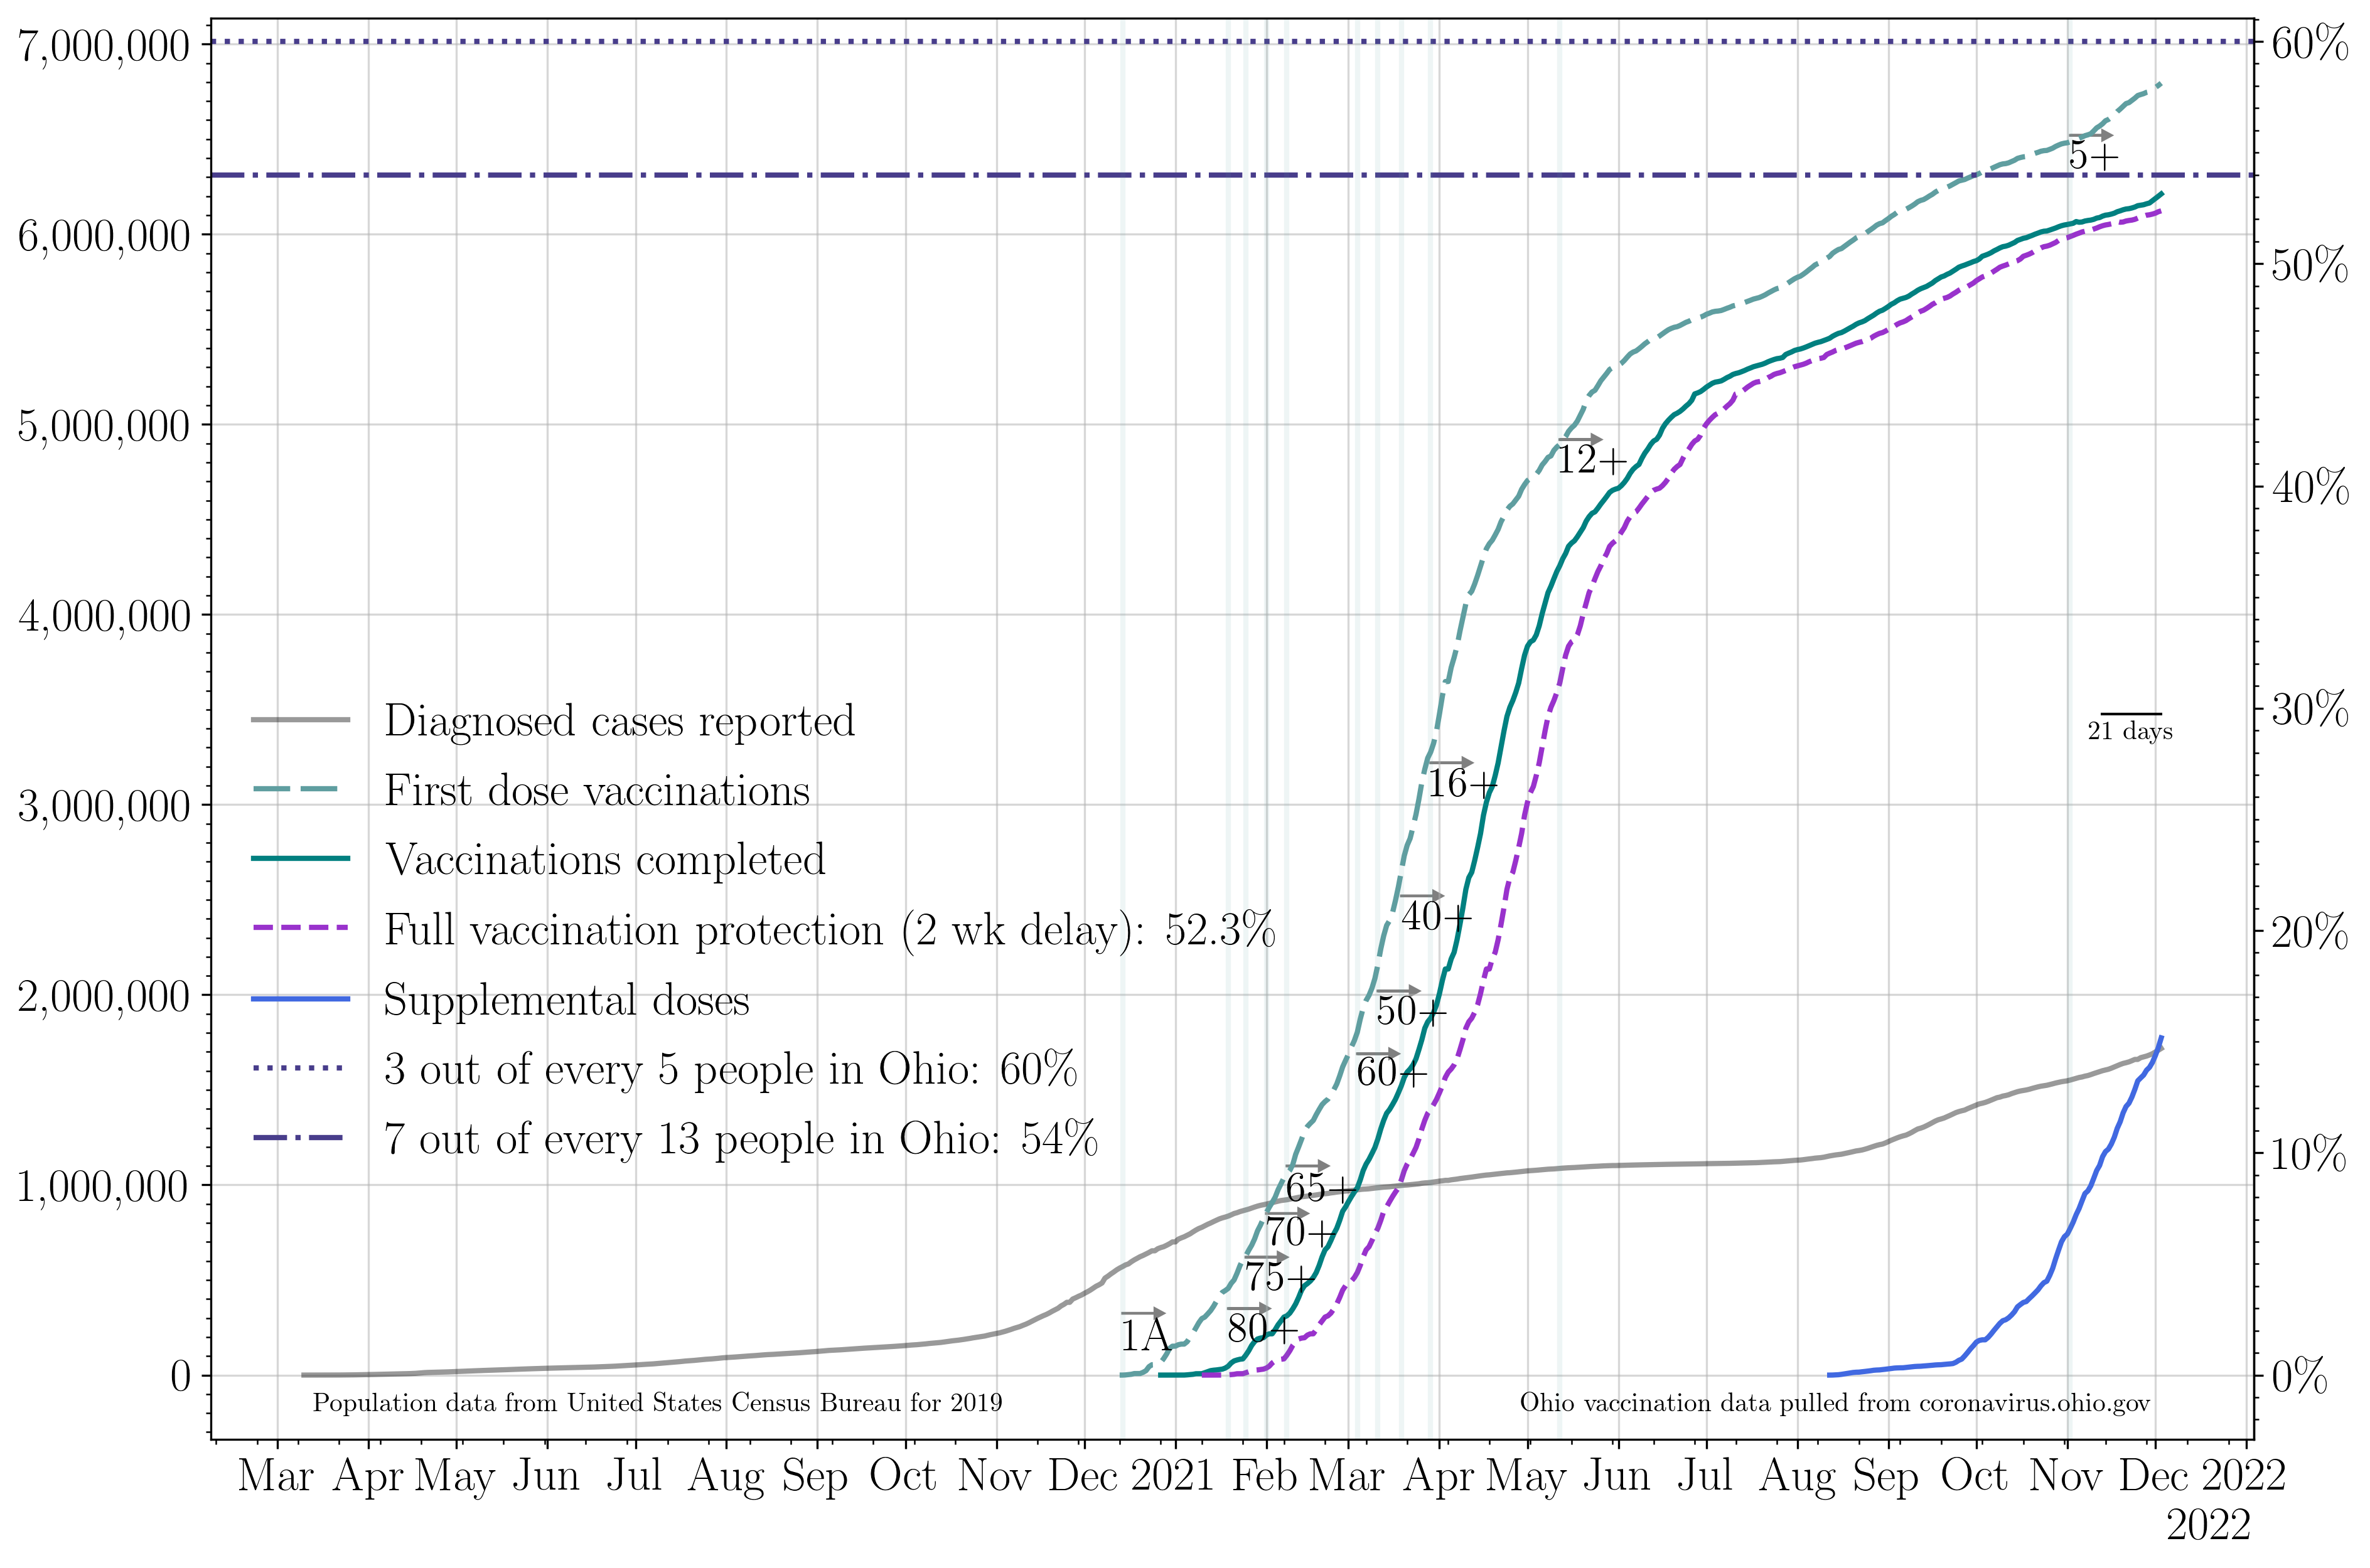 7,000,000
6,000,000
5,000,000
4,000,000
3,000,000
2,000,000
1,000,000
0
60%
50%
40%
30%
20%
10%
0%
5+
12+
16+
40+
50+
60+
65+
70+
75+
80+
1A
21 days
Diagnosed cases reported
First dose vaccinations
Vaccinations completed
Full vaccination protection (2 wk delay): 52.3%
Supplemental doses
3 out of every 5 people in Ohio: 60%
7 out of every 13 people in Ohio: 54%
Population data from United States Census Bureau for 2019
Ohio vaccination data pulled from coronavirus.ohio.gov
Mar Apr May Jun Jul Aug Sep Oct Nov Dec 2021 Feb Mar Apr May Jun Jul Aug Sep Oct Nov Dec 2022
2022